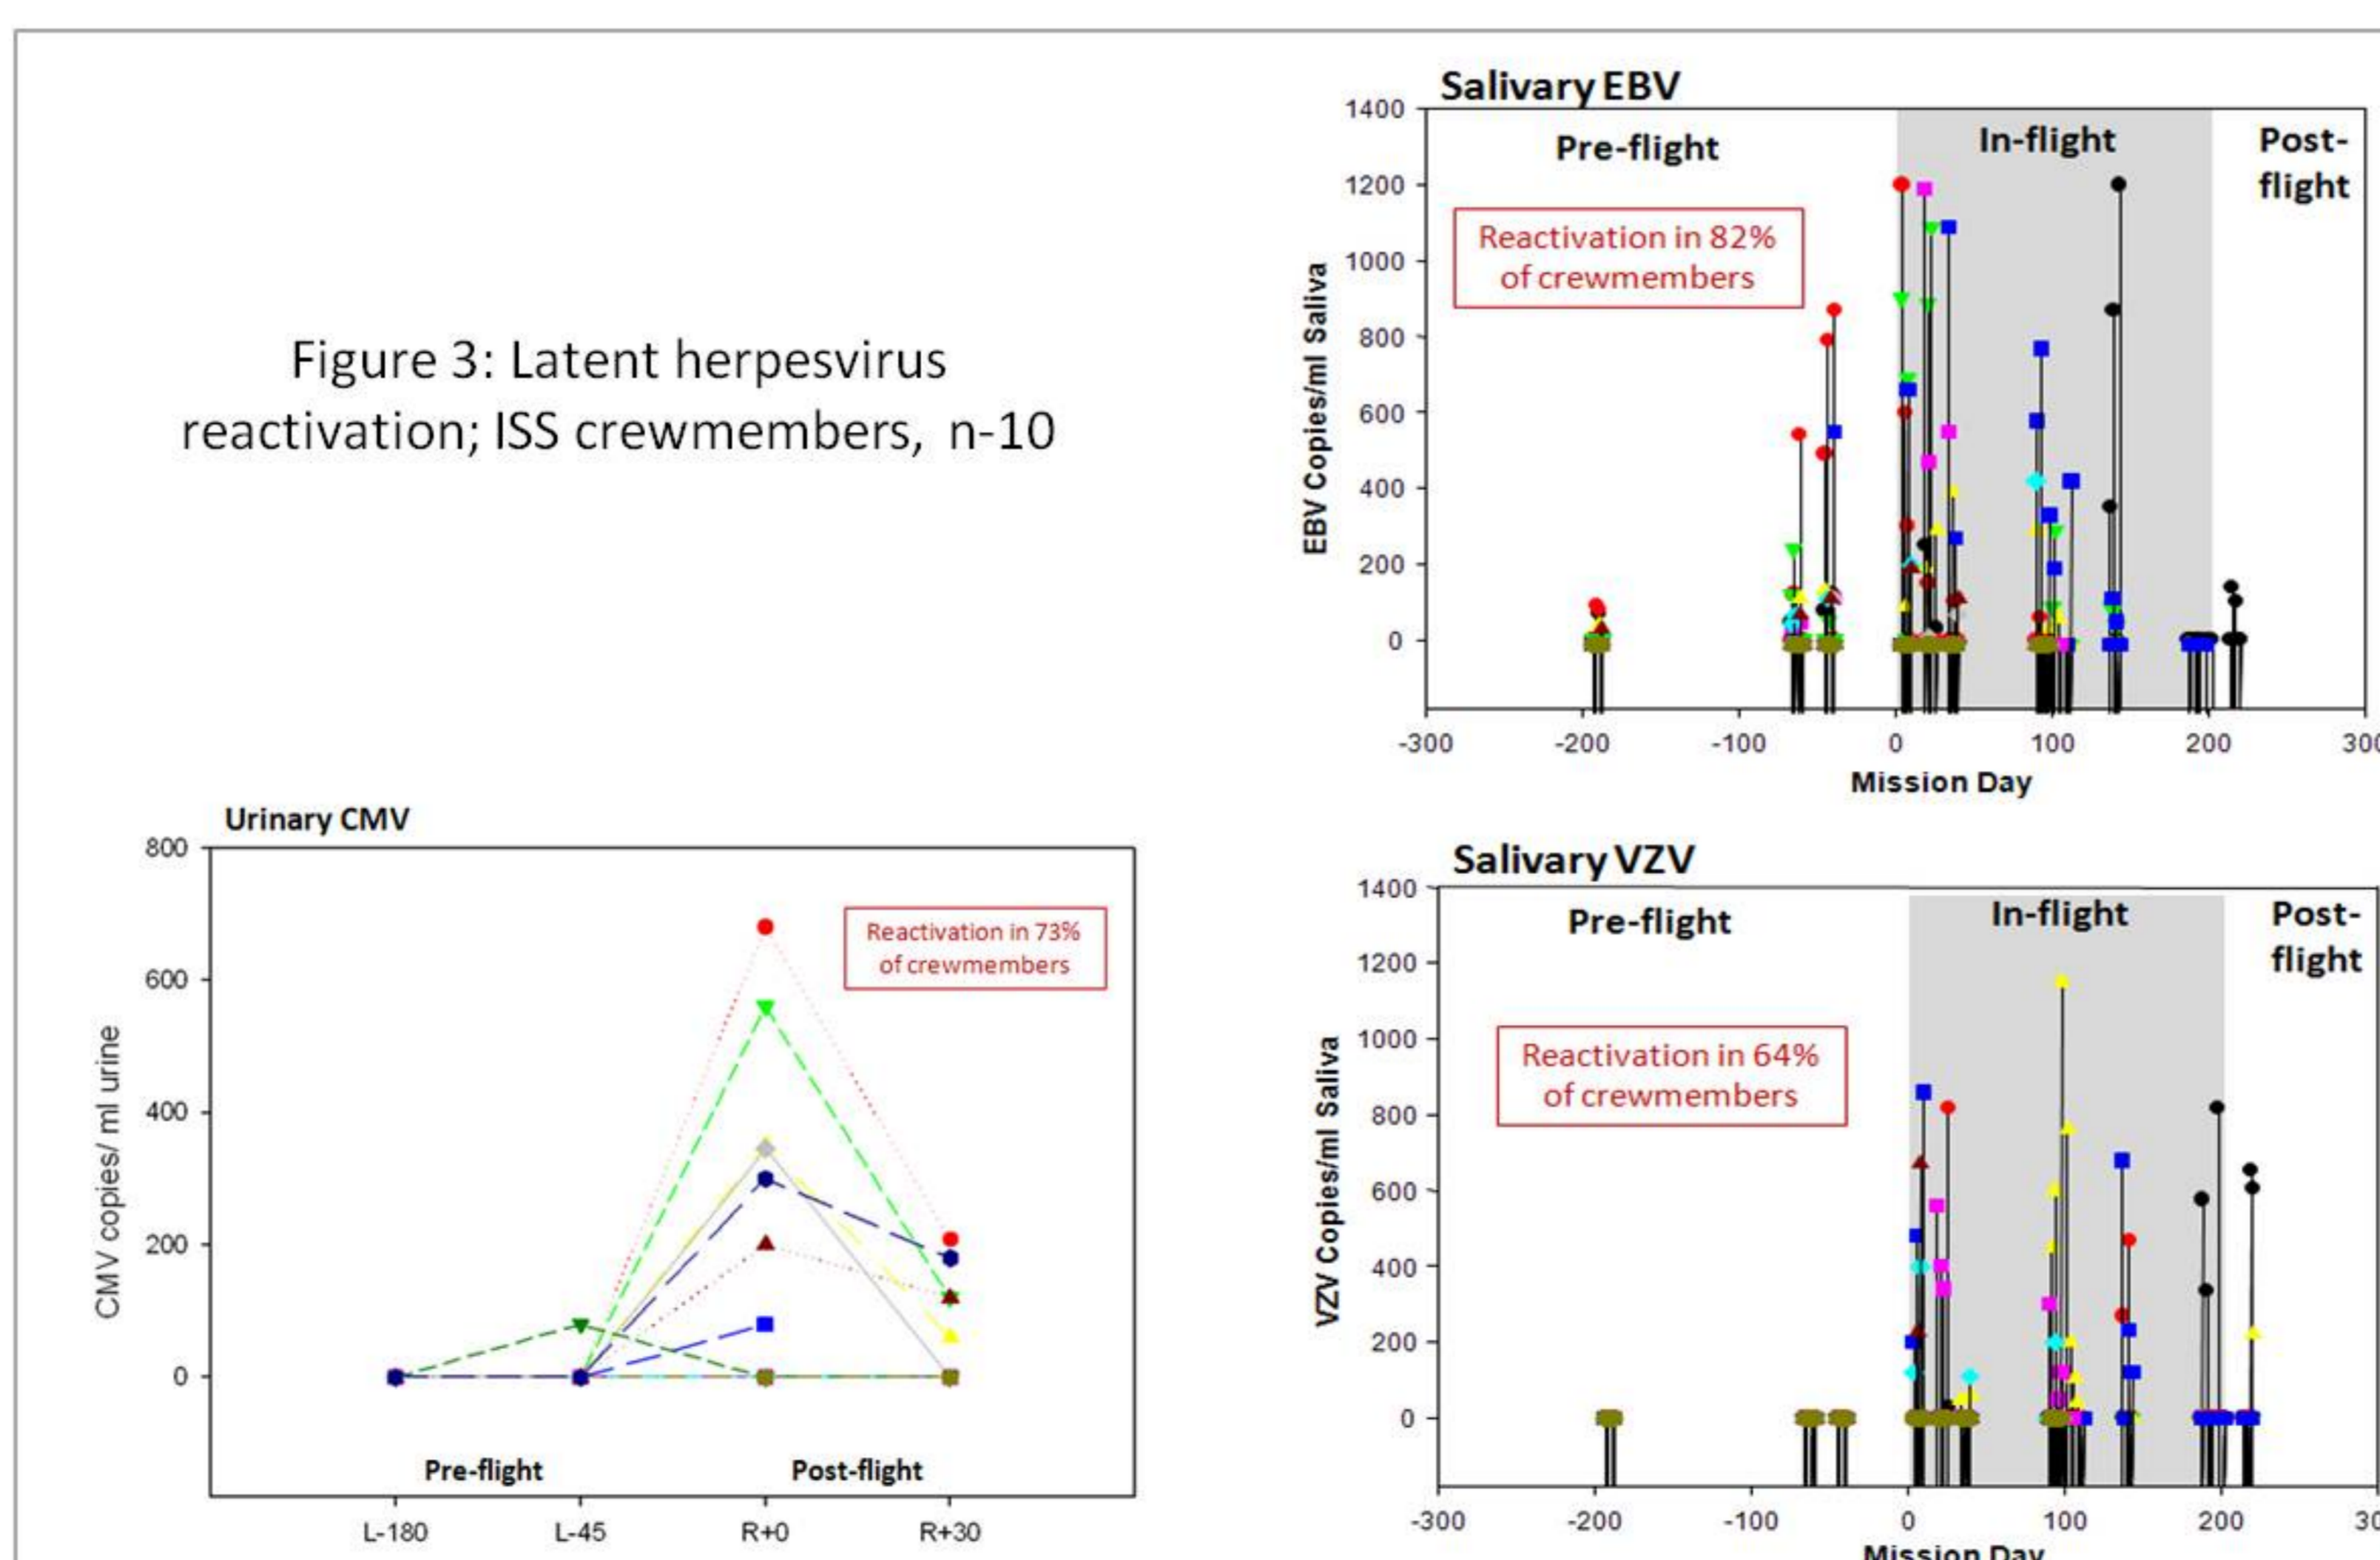 Figure 3: Latent herpesvirus
reactivation; ISS crewmembers, n-10
Salivary EBV
1400
1200
1000
800
600
400
200
0
EBV Copies/ml Saliva
Pre-flight
In-flight
Post-
flight
Reactivation in 82%
of crewmembers
-300
-200
-100
0
100
200
Mission Day
Urinary CMV
800
600
400
200
0
CMV copies/ ml urine
Reactivation in 73%
of crewmembers
Pre-flight
Post-flight
L-180
L-45
R+0
R+30
Salivary VZV
1400
1200
1000
800
600
400
200
0
VZV Copies/ml Saliva
Pre-flight
In-flight
Post-
flight
Reactivation in 64%
of crewmembers
-300
-200
-100
0
100
200
Mission Day